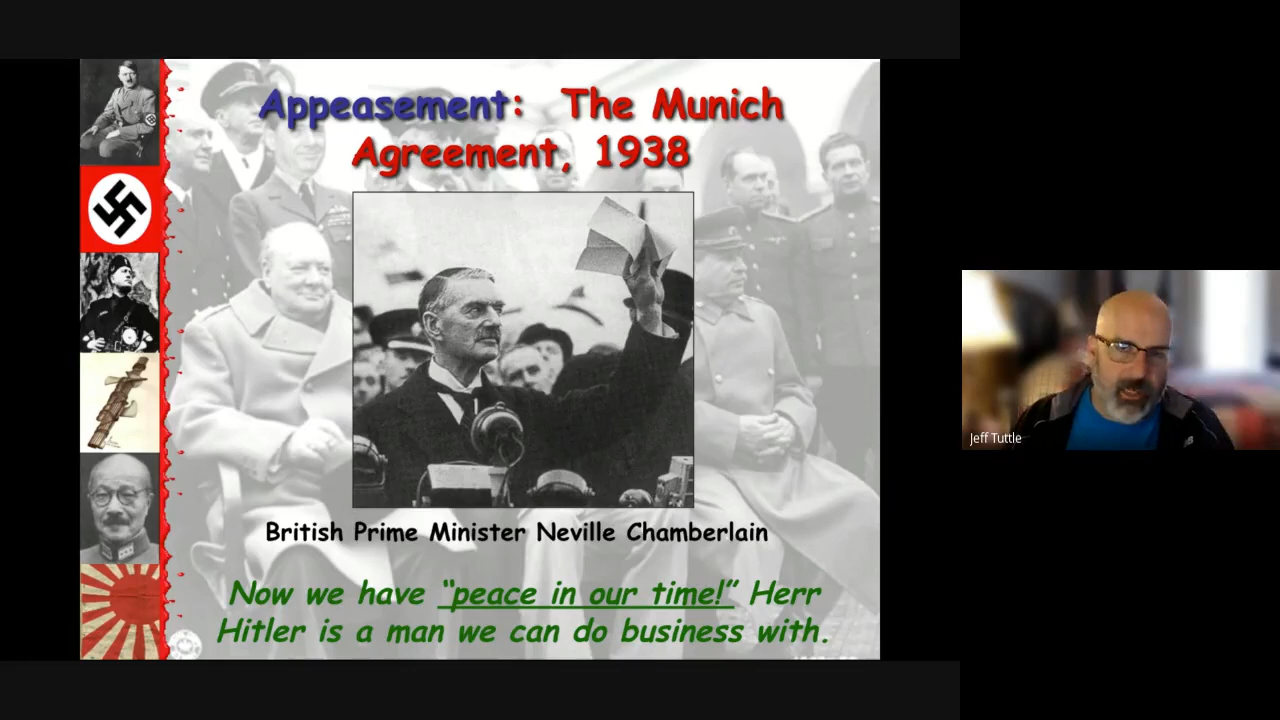 Appeasement: The Munich
Agreement, 1938
British Prime Minister Neville Chamberlain
Now we have “peace in our time!” Herr
Hitler is a man we can do business with.
Jeff Tuttle